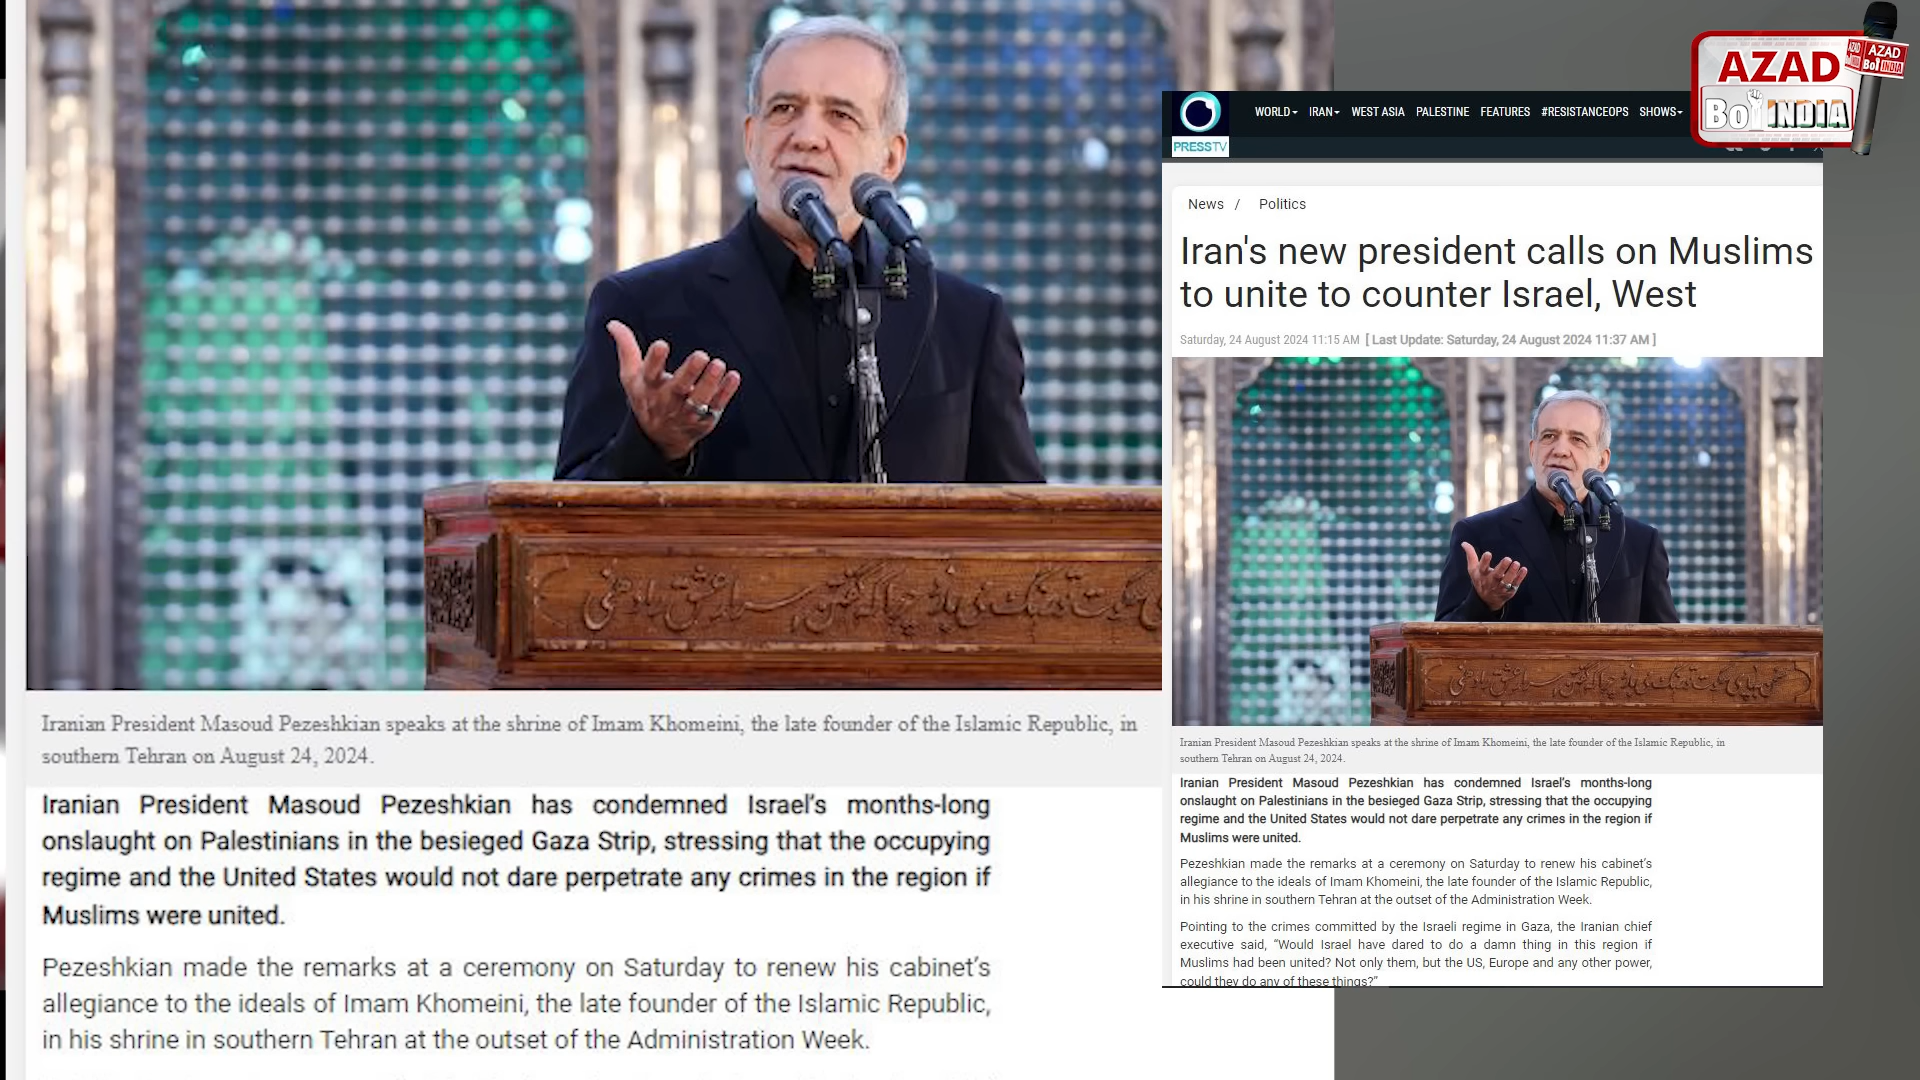 Iranian President Masoud Pezeshkian speaks at the shrine of Imam Khomeini, the late founder of the Islamic Republic, in
southern Tehran on August 24, 2024.
Iranian President Masoud Pezeshkian has condemned Israel’s months-long
onslaught on Palestinians in the besieged Gaza Strip, stressing that the occupying
regime and the United States would not dare perpetrate any crimes in the region if
Muslims were united.
Pezeshkian made the remarks at a ceremony on Saturday to renew his cabinet’s
allegiance to the ideals of Imam Khomeini, the late founder of the Islamic Republic,
in his shrine in southern Tehran at the outset of the Administration Week.
AZAD
Bol INDIA
AZAD
AZAD
Bol INDIA
PRESSTV
WORLD IRAN WEST ASIA PALESTINE FEATURES #RESISTANCEOPS SHOWS
News / Politics
Iran's new president calls on Muslims
to unite to counter Israel, West
Saturday, 24 August 2024 11:15 AM [ Last Update: Saturday, 24 August 2024 11:37 AM ]
Iranian President Masoud Pezeshkian speaks at the shrine of Imam Khomeini, the late founder of the Islamic Republic, in
southern Tehran on August 24, 2024.
Iranian President Masoud Pezeshkian has condemned Israel’s months-long
onslaught on Palestinians in the besieged Gaza Strip, stressing that the occupying
regime and the United States would not dare perpetrate any crimes in the region if
Muslims were united.
Pezeshkian made the remarks at a ceremony on Saturday to renew his cabinet’s
allegiance to the ideals of Imam Khomeini, the late founder of the Islamic Republic,
in his shrine in southern Tehran at the outset of the Administration Week.
Pointing to the crimes committed by the Israeli regime in Gaza, the Iranian chief
executive said, “Would Israel have dared to do a damn thing in this region if
Muslims had been united? Not only them, but the US, Europe and any other power,
could they do any of these things?”